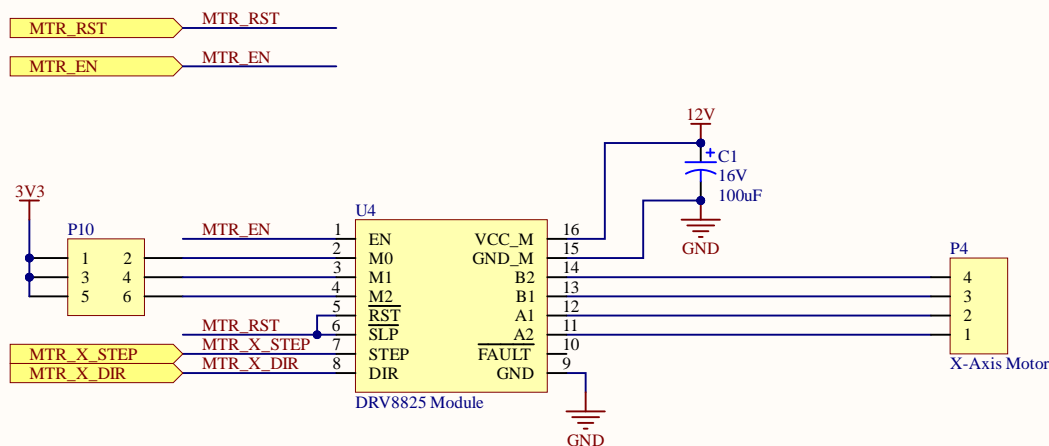 MTR_RST MTR_RST
MTR_EN MTR_EN
12V
C1
16V
100uF
GND
3V3
P10
1 2
3 4
5 6
U4
MTR_EN 1 EN VCC_M 16
2 M0 GND_M 15
3 M1 B2 14
4 M2 B1 13
5 RST A1 12
MTR_RST 6 SLP A2 11
MTR_X_STEP MTR_X_STEP 7 STEP FAULT 10
MTR_X_DIR MTR_X_DIR 8 DIR GND 9
DRV8825 Module
GND
P4
4
3
2
1
X-Axis Motor